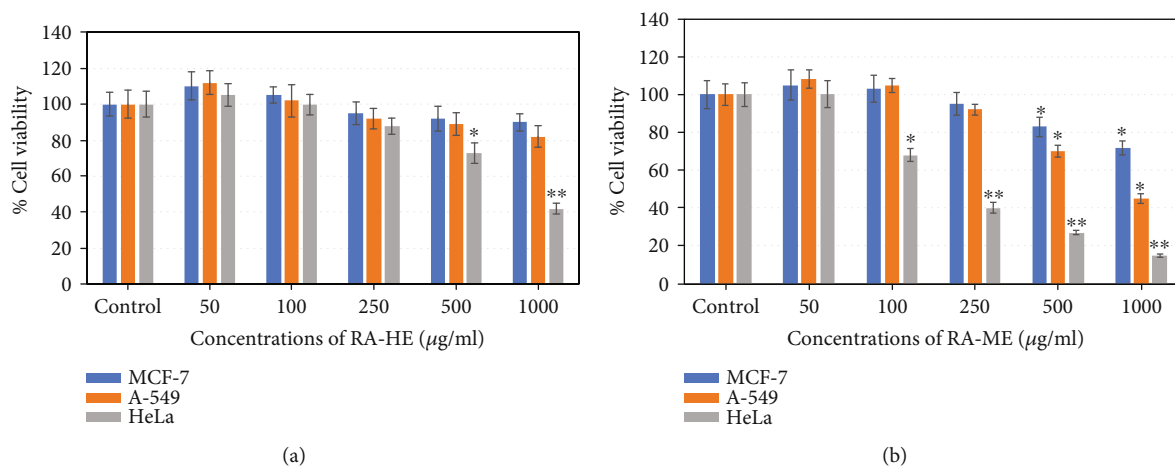 % Cell viability
140
120
100
80
60
40
20
0
*
**
Control 50 100 250 500 1000
Concentrations of RA-HE (μg/ml)
MCF-7
A-549
HeLa
(a)
% Cell viability
140
120
100
80
60
40
20
0
*
**
*
*
**
*
*
**
Control 50 100 250 500 1000
Concentrations of RA-ME (μg/ml)
MCF-7
A-549
HeLa
(b)